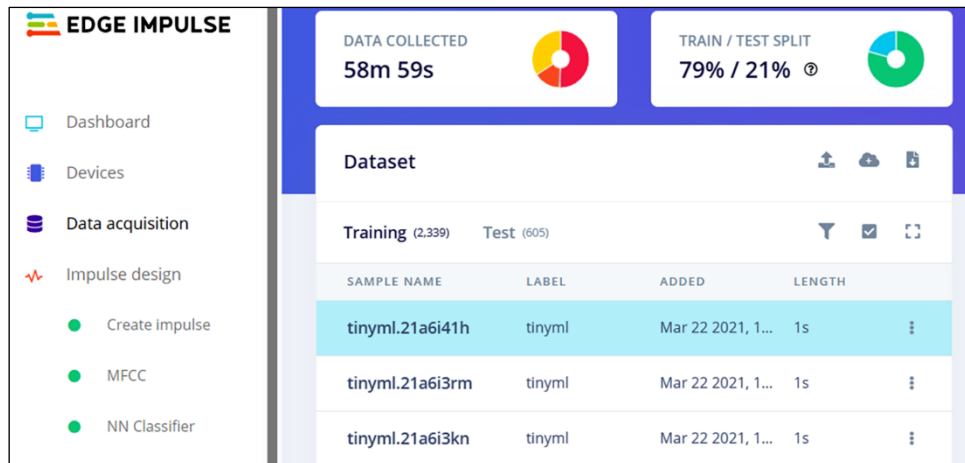 EDGE IMPULSE
Dashboard
Devices
Data acquisition
Impulse design
Create impulse
MFCC
NN Classifier
DATA COLLECTED
58m 59s
TRAIN / TEST SPLIT
79% / 21% ?
Dataset
Training (2,339) Test (605)
SAMPLE NAME LABEL ADDED LENGTH
tinyml.21a6i41h tinyml Mar 22 2021, 1... 1s
tinyml.21a6i3rm tinyml Mar 22 2021, 1... 1s
tinyml.21a6i3kn tinyml Mar 22 2021, 1... 1s